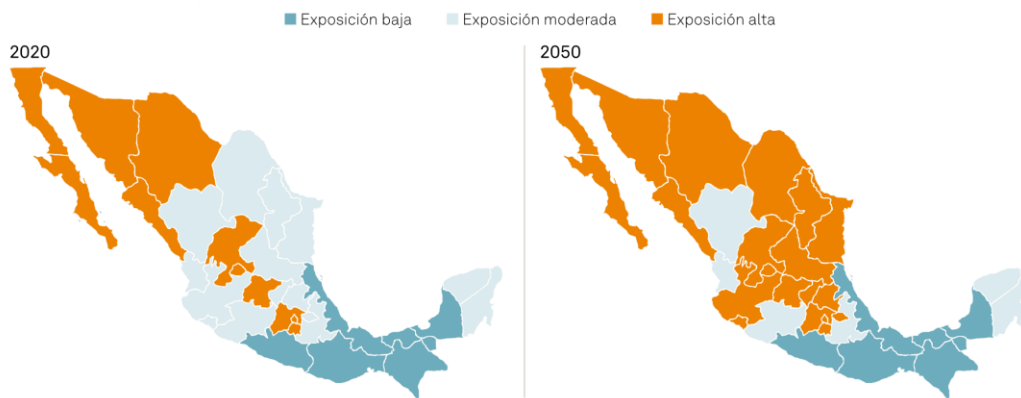 Exposición baja
Exposición moderada
Exposición alta
2020
2050